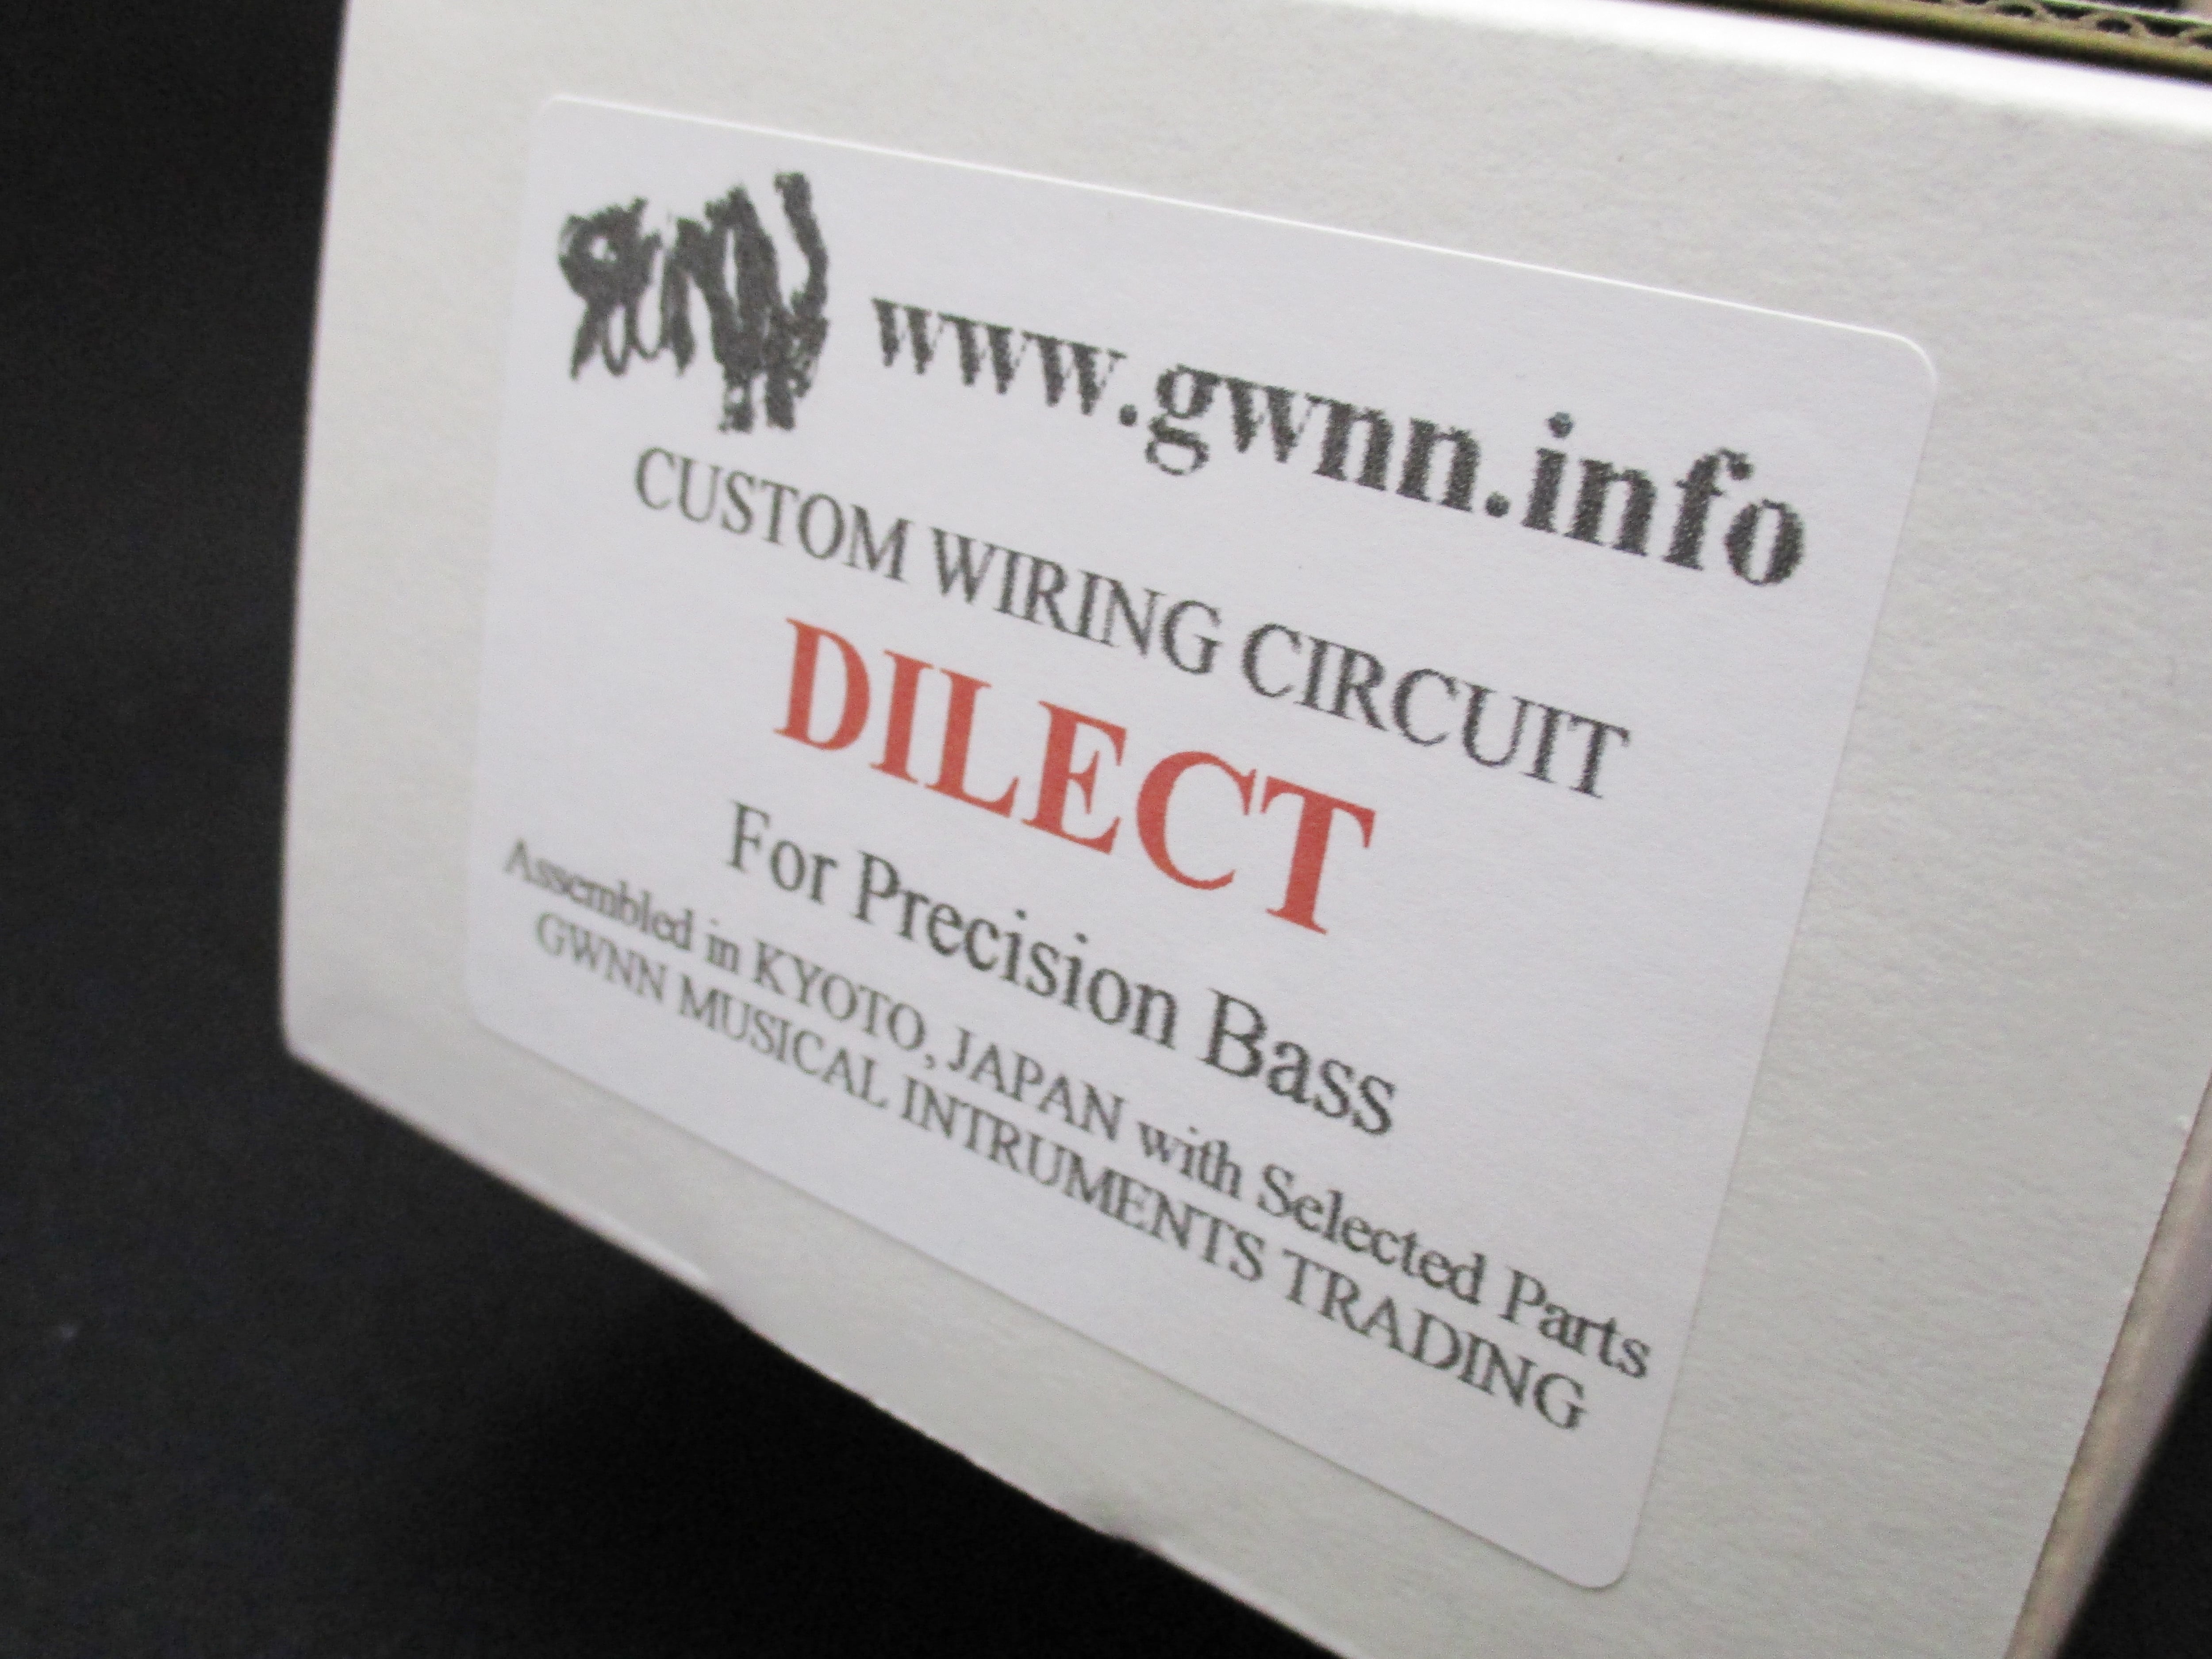 www.gwnn.info
CUSTOM WIRING CIRCUIT
DILECT
For Precision Bass
Assembled in KYOTO, JAPAN with Selected Parts
GWNN MUSICAL INTRUMENTS TRADING